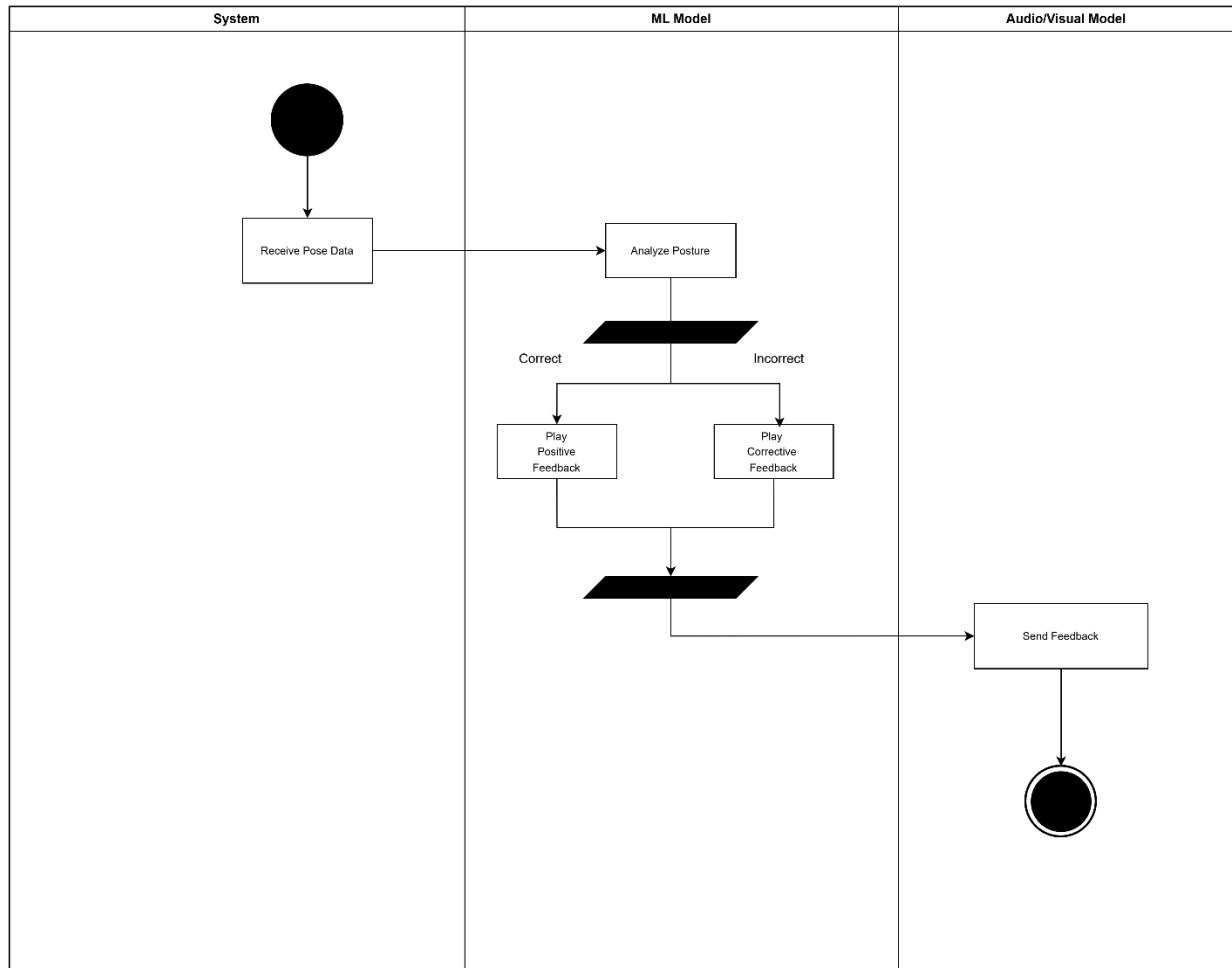 System
ML Model
Audio/Visual Model
Receive Pose Data
Analyze Posture
Correct
Incorrect
Play
Positive
Feedback
Play
Corrective
Feedback
Send Feedback